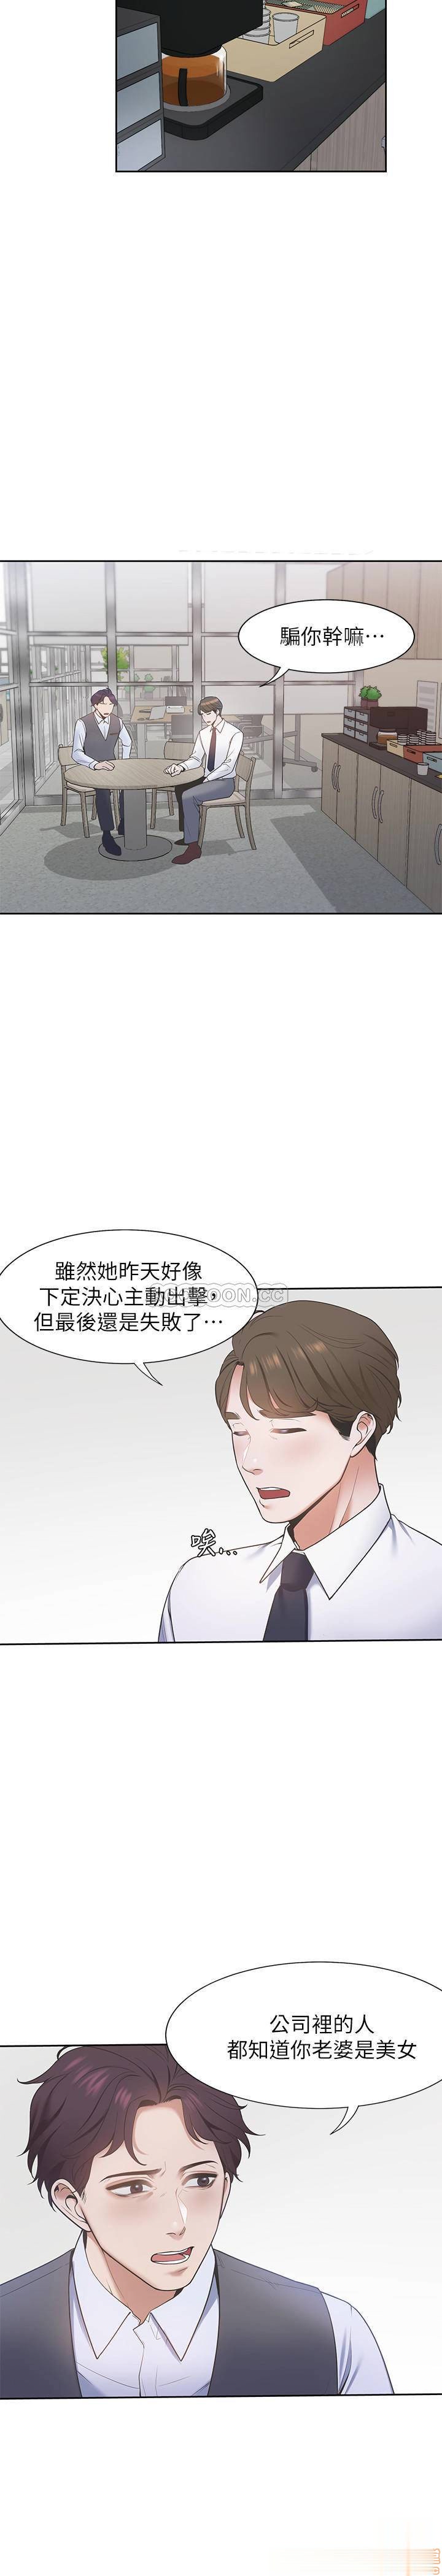 騙你幹嘛⋯
雖然她昨天好像
下定決心主動出擊，
但最後還是失敗了⋯
唉...
公司裡的人
都知道你老婆是美女